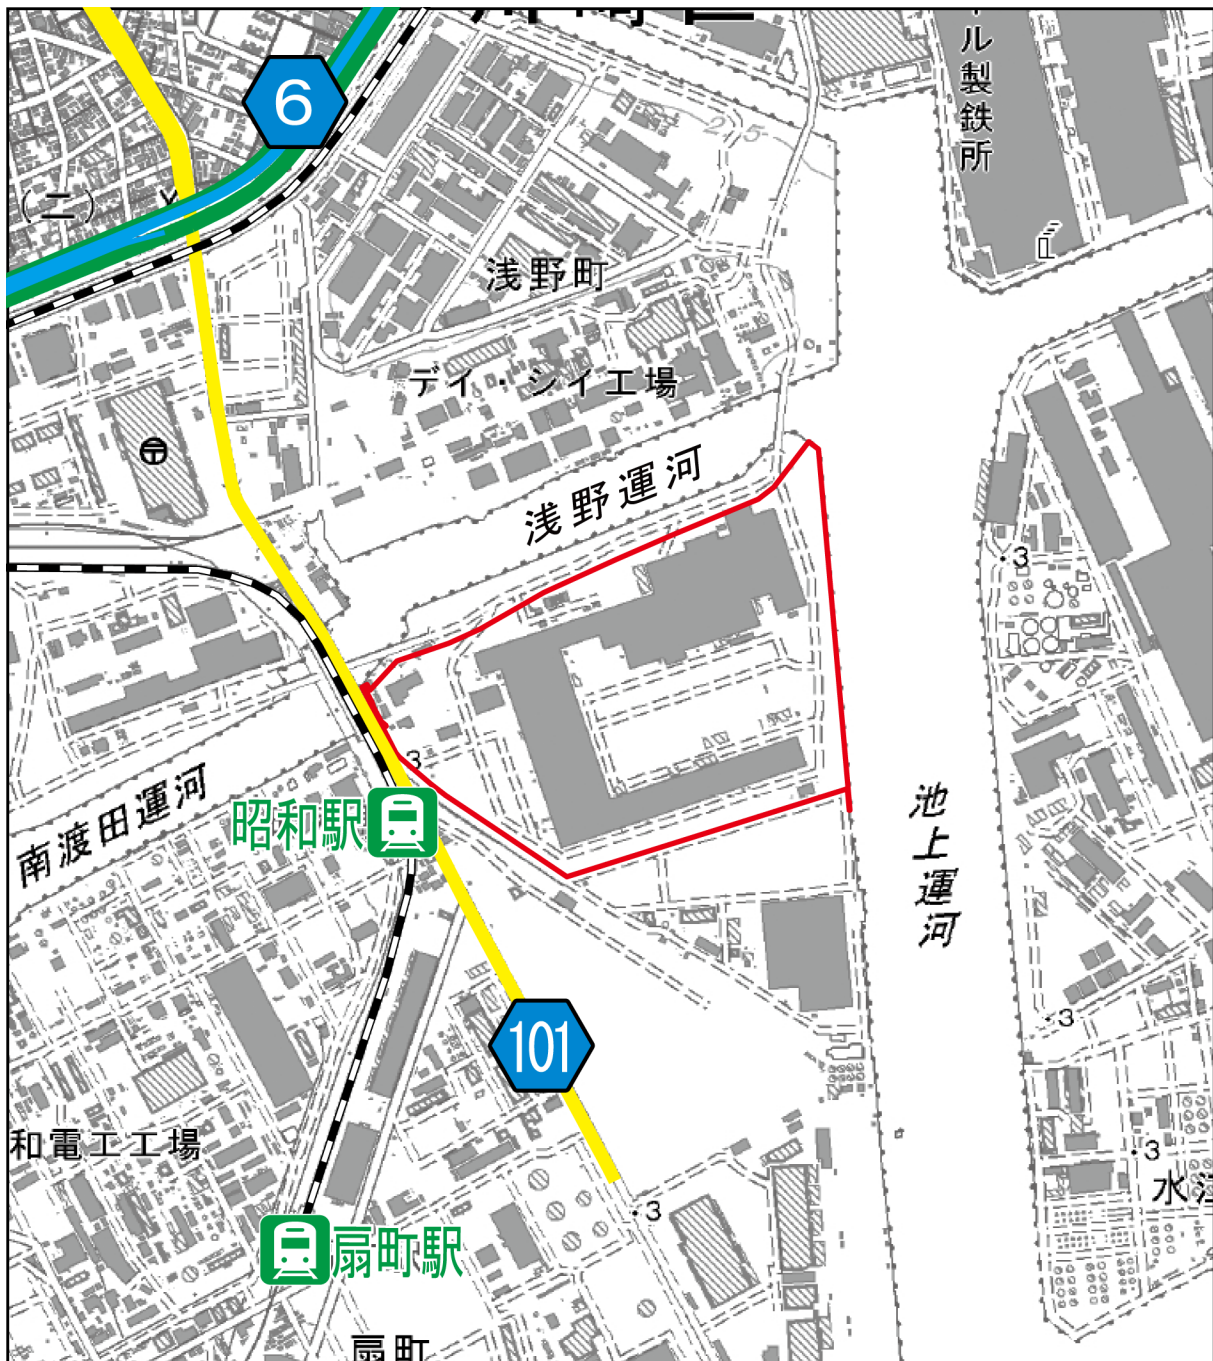 ル製鉄所
6
2.5
(二)
浅野町
デイ・シイ工場
浅野運河
3
3
南渡田運河
昭和駅
池上運河
3
101
和電工工場
3
水江
3
扇町駅
扇町